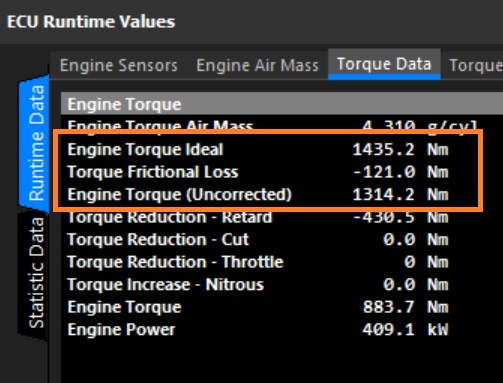 ECU Runtime Values
Engine Sensors Engine Air Mass Torque Data Torque
Runtime Data
Statistic Data
Engine Torque
Engine Torque Air Mass 4.310 g/cyl
Engine Torque Ideal 1435.2 Nm
Torque Frictional Loss -121.0 Nm
Engine Torque (Uncorrected) 1314.2 Nm
Torque Reduction - Retard -430.5 Nm
Torque Reduction - Cut 0.0 Nm
Torque Reduction - Throttle 0 Nm
Torque Increase - Nitrous 0.0 Nm
Engine Torque 883.7 Nm
Engine Power 409.1 kW